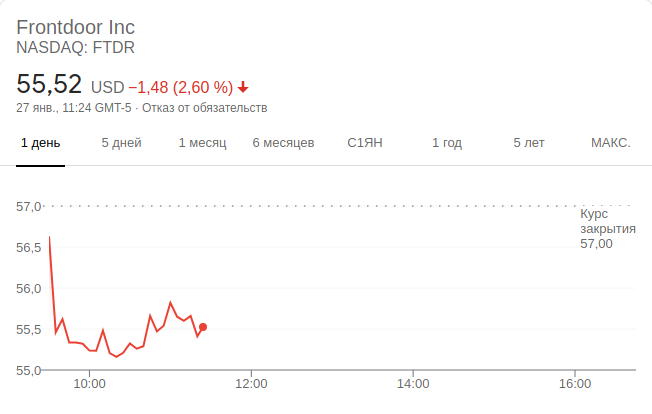 Frontdoor Inc
NASDAQ: FTDR
55,52 USD −1,48 (2,60 %)
27 янв., 11:24 GMT-5 · Отказ от обязательств
1 день 5 дней 1 месяц 6 месяцев С1ЯН 1 год 5 лет МАКС.
57,0
Курс
закрытия
57,00
56,5
56,0
55,5
55,0
10:00 12:00 14:00 16:00